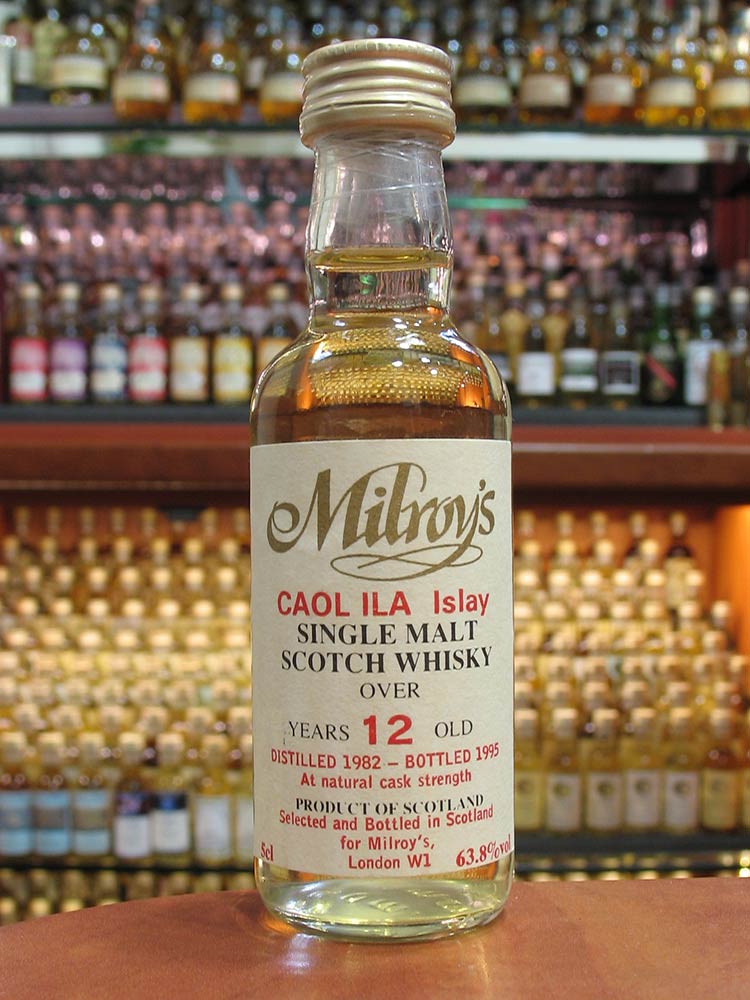 Milroy's
CAOL ILA Islay
SINGLE MALT
SCOTCH WHISKY
OVER
YEARS 12 OLD
DISTILLED 1982 – BOTTLED 1995
At natural cask strength
PRODUCT OF SCOTLAND
Selected and Bottled in Scotland
for Milroy's,
5cl London W1 63.8%vol.